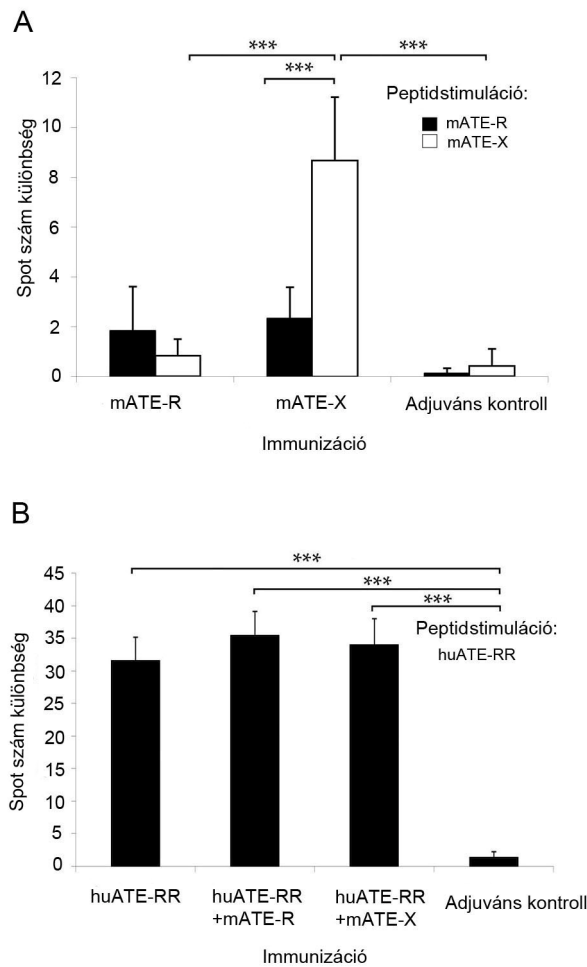 A
***
***
***
12
10
8
6
4
2
0
Spot szám különbség
Peptidstimuláció:
mATE-R
mATE-X
mATE-R
mATE-X
Adjuváns kontroll
Immunizáció
B
***
***
***
45
40
35
30
25
20
15
10
5
0
Spot szám különbség
Peptidstimuláció:
huATE-RR
huATE-RR
huATE-RR
+mATE-R
huATE-RR
+mATE-X
Adjuváns kontroll
Immunizáció